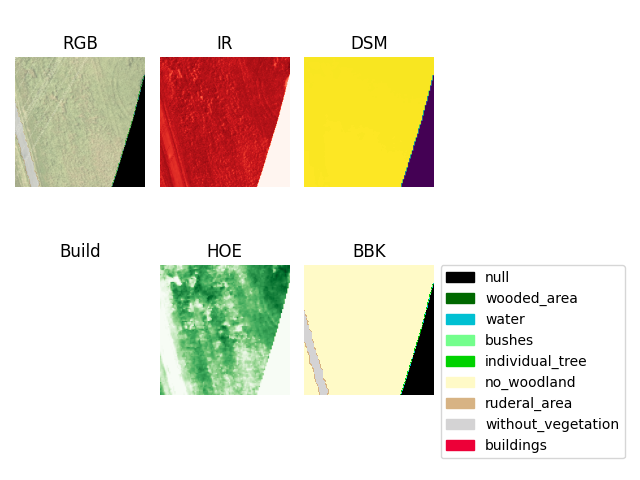 RGB
IR
DSM
Build
HOE
BBK
null
wooded_area
water
bushes
individual_tree
no_woodland
ruderal_area
without_vegetation
buildings